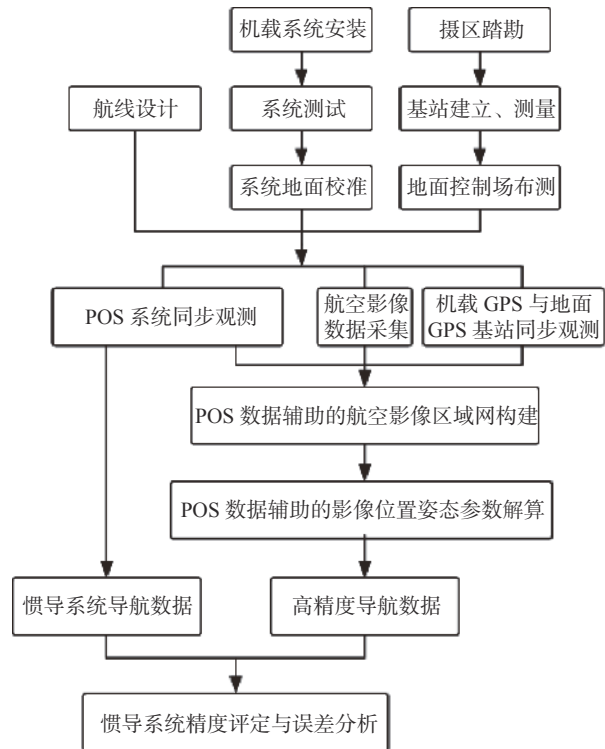 机载系统安装
摄区踏勘
航线设计
系统测试
基站建立、测量
系统地面校准
地面控制场布测
POS 系统同步观测
航空影像
数据采集
机载 GPS 与地面
GPS 基站同步观测
POS 数据辅助的航空影像区域网构建
POS 数据辅助的影像位置姿态参数解算
惯导系统导航数据
高精度导航数据
惯导系统精度评定与误差分析